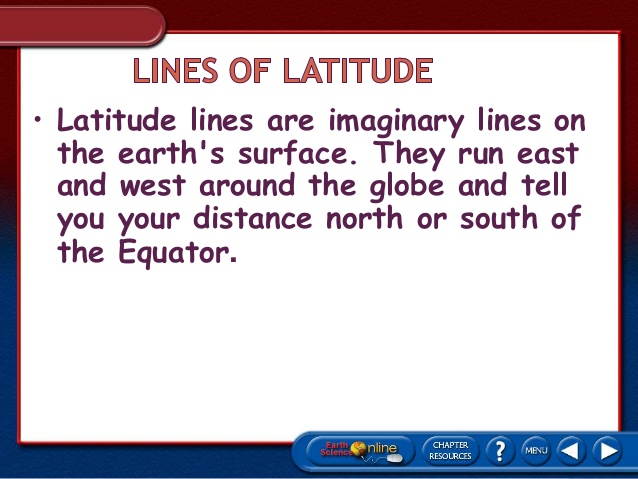 LINES OF LATITUDE
• Latitude lines are imaginary lines on
the earth's surface. They run east
and west around the globe and tell
you your distance north or south of
the Equator.
Earth
Science nline
CHAPTER
RESOURCES
?
MENU